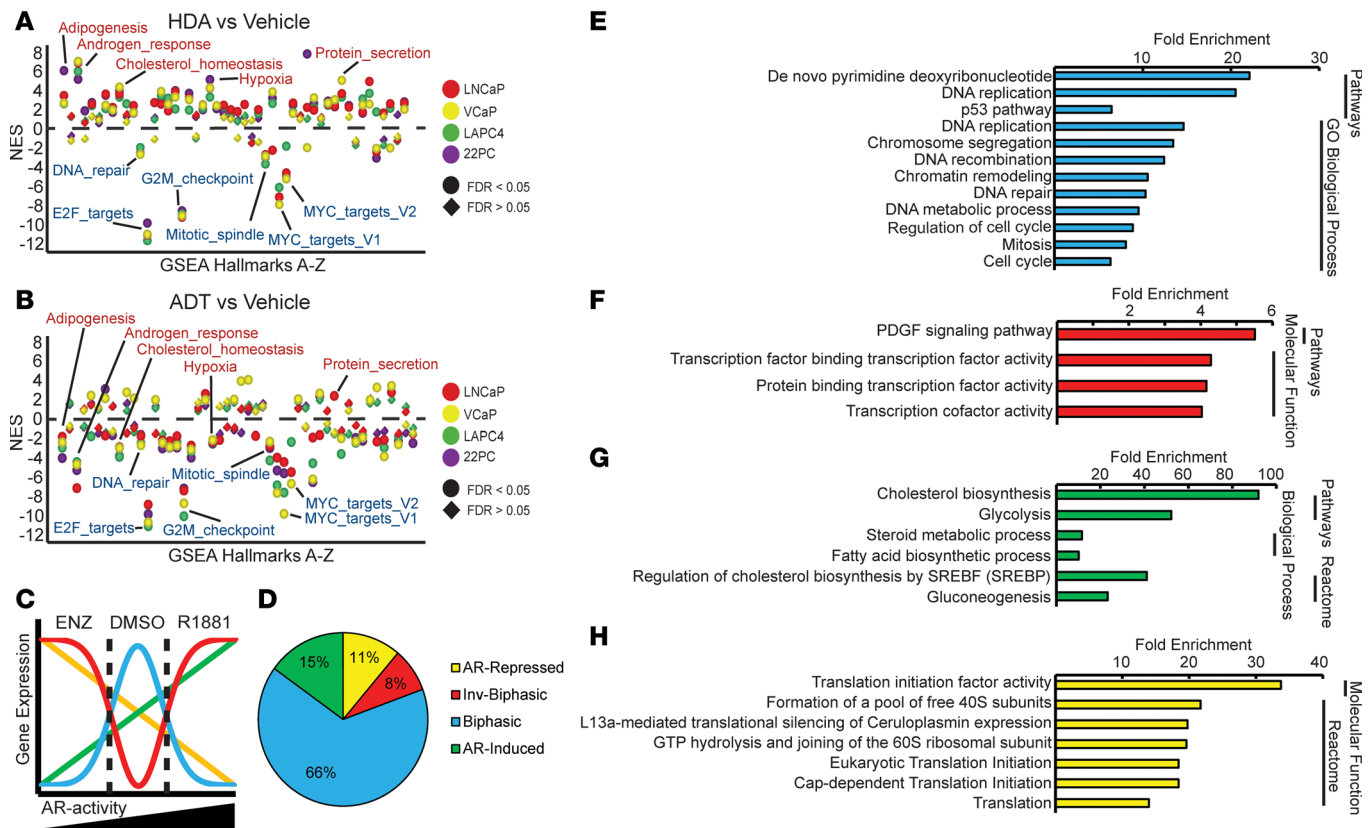 A
HDA vs Vehicle
Adipogenesis
Androgen_response
Cholesterol_homeostasis
Hypoxia
Protein_secretion
8
6
4
2
0
-2
-4
-6
-8
-10
-12
NES
DNA_repair
G2M_checkpoint
E2F_targets
Mitotic_spindle
MYC_targets_V2
MYC_targets_V1
GSEA Hallmarks A-Z
LNCaP
VCaP
LAPC4
22PC
FDR < 0.05
FDR > 0.05
B
ADT vs Vehicle
Adipogenesis
Androgen_response
Cholesterol_homeostasis
Hypoxia
Protein_secretion
8
6
4
2
0
-2
-4
-6
-8
-10
-12
NES
DNA_repair
Mitotic_spindle
E2F_targets
G2M_checkpoint
MYC_targets_V2
MYC_targets_V1
GSEA Hallmarks A-Z
LNCaP
VCaP
LAPC4
22PC
FDR < 0.05
FDR > 0.05
C
ENZ DMSO R1881
Gene Expression
AR-activity
D
15%
11%
8%
66%
AR-Repressed
Inv-Biphasic
Biphasic
AR-Induced
E
Fold Enrichment
10 20 30
De novo pyrimidine deoxyribonucleotide
DNA replication
p53 pathway
DNA replication
Chromosome segregation
DNA recombination
Chromatin remodeling
DNA repair
DNA metabolic process
Regulation of cell cycle
Mitosis
Cell cycle
Pathways
GO Biological Process
F
Fold Enrichment
2 4 6
PDGF signaling pathway
Transcription factor binding transcription factor activity
Protein binding transcription factor activity
Transcription cofactor activity
Pathways
Molecular Function
G
Fold Enrichment
20 40 60 80 100
Cholesterol biosynthesis
Glycolysis
Steroid metabolic process
Fatty acid biosynthetic process
Regulation of cholesterol biosynthesis by SREBF (SREBP)
Gluconeogenesis
Pathways
Biological Process
Reactome
H
Fold Enrichment
10 20 30 40
Translation initiation factor activity
Formation of a pool of free 40S subunits
L13a-mediated translational silencing of Ceruloplasmin expression
GTP hydrolysis and joining of the 60S ribosomal subunit
Eukaryotic Translation Initiation
Cap-dependent Translation Initiation
Translation
Molecular Function
Reactome